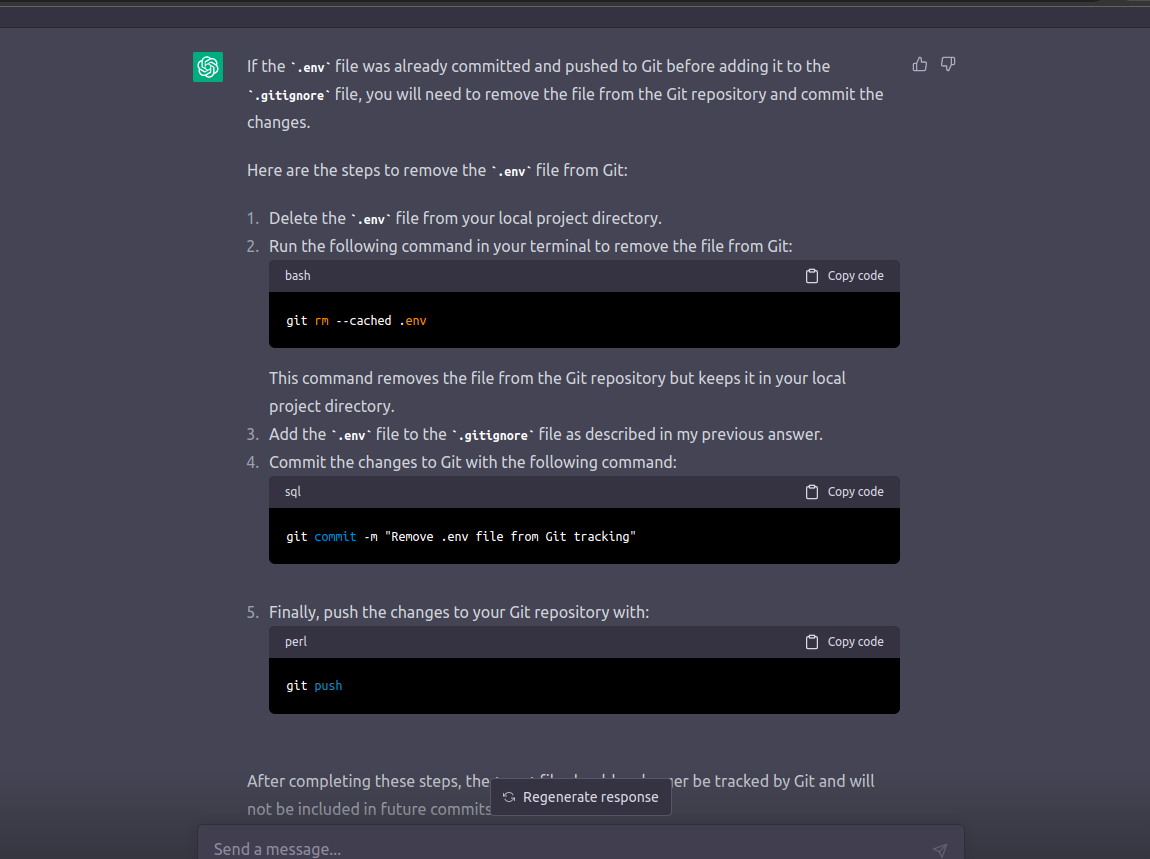 If the `.env` file was already committed and pushed to Git before adding it to the
`.gitignore` file, you will need to remove the file from the Git repository and commit the
changes.
Here are the steps to remove the `.env` file from Git:
1. Delete the `.env` file from your local project directory.
2. Run the following command in your terminal to remove the file from Git:
bash Copy code
git rm --cached .env
This command removes the file from the Git repository but keeps it in your local
project directory.
3. Add the `.env` file to the `.gitignore` file as described in my previous answer.
4. Commit the changes to Git with the following command:
sql Copy code
git commit -m "Remove .env file from Git tracking"
5. Finally, push the changes to your Git repository with:
perl Copy code
git push
After completing these steps, the be tracked by Git and will
not be included in future commits
Regenerate response
Send a message...